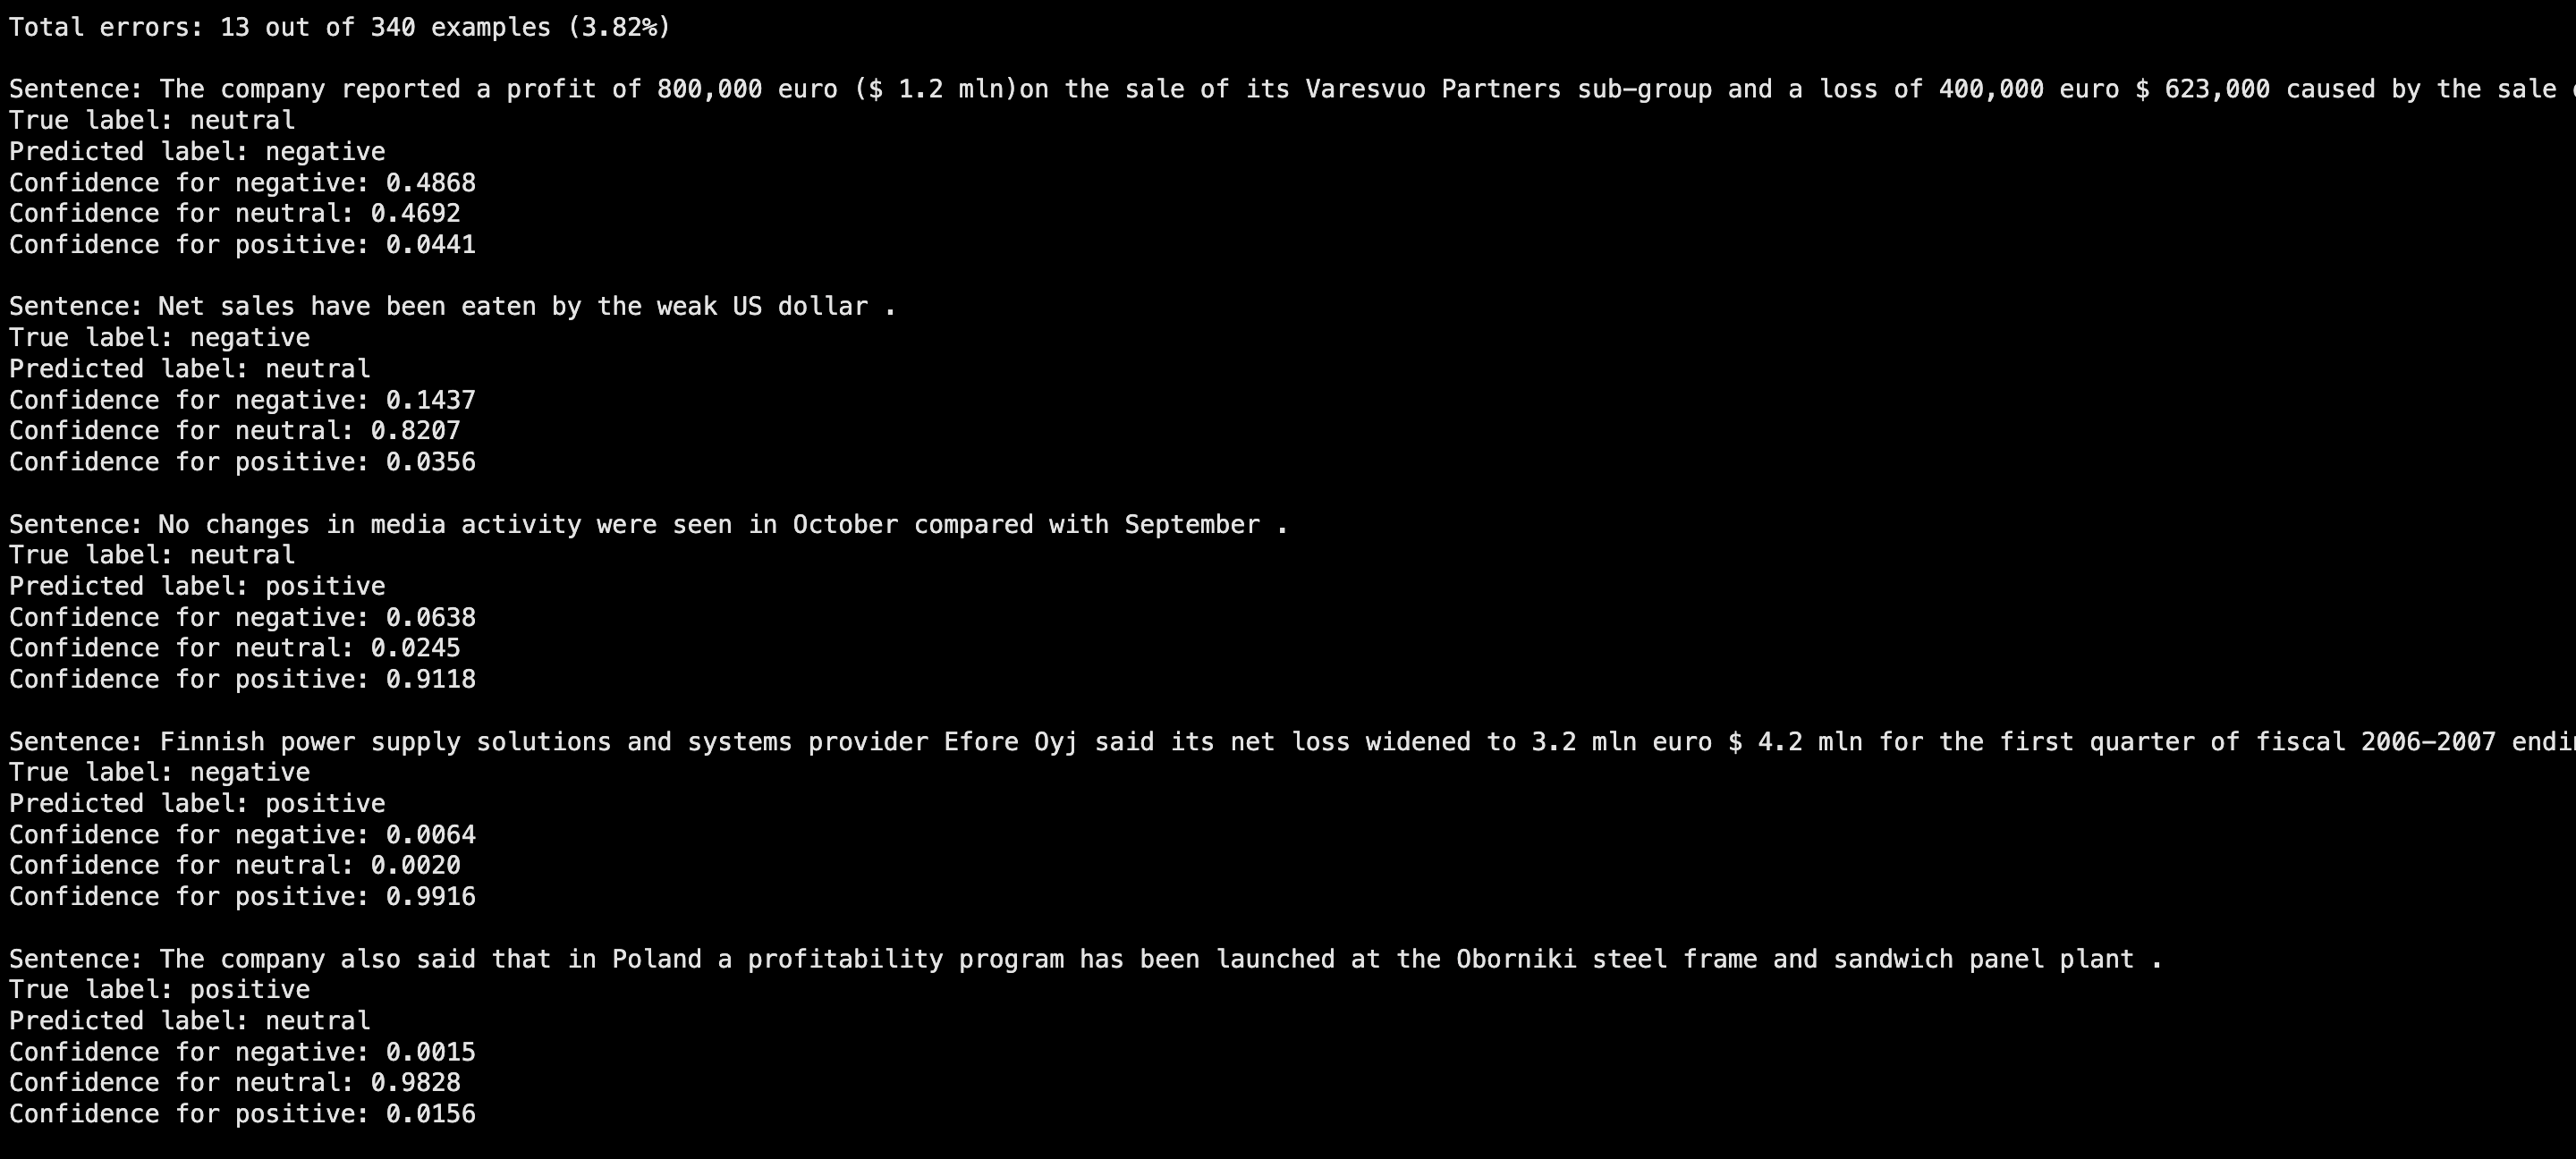 Total errors: 13 out of 340 examples (3.82%)
Sentence: The company reported a profit of 800,000 euro ($ 1.2 mln)on the sale of its Varesvuo Partners sub-group and a loss of 400,000 euro $ 623,000 caused by the sale
True label: neutral
Predicted label: negative
Confidence for negative: 0.4868
Confidence for neutral: 0.4692
Confidence for positive: 0.0441
Sentence: Net sales have been eaten by the weak US dollar .
True label: negative
Predicted label: neutral
Confidence for negative: 0.1437
Confidence for neutral: 0.8207
Confidence for positive: 0.0356
Sentence: No changes in media activity were seen in October compared with September .
True label: neutral
Predicted label: positive
Confidence for negative: 0.0638
Confidence for neutral: 0.0245
Confidence for positive: 0.9118
Sentence: Finnish power supply solutions and systems provider Efore Oyj said its net loss widened to 3.2 mln euro $ 4.2 mln for the first quarter of fiscal 2006-2007
True label: negative
Predicted label: positive
Confidence for negative: 0.0064
Confidence for neutral: 0.0020
Confidence for positive: 0.9916
Sentence: The company also said that in Poland a profitability program has been launched at the Oborniki steel frame and sandwich panel plant .
True label: positive
Predicted label: neutral
Confidence for negative: 0.0015
Confidence for neutral: 0.9828
Confidence for positive: 0.0156